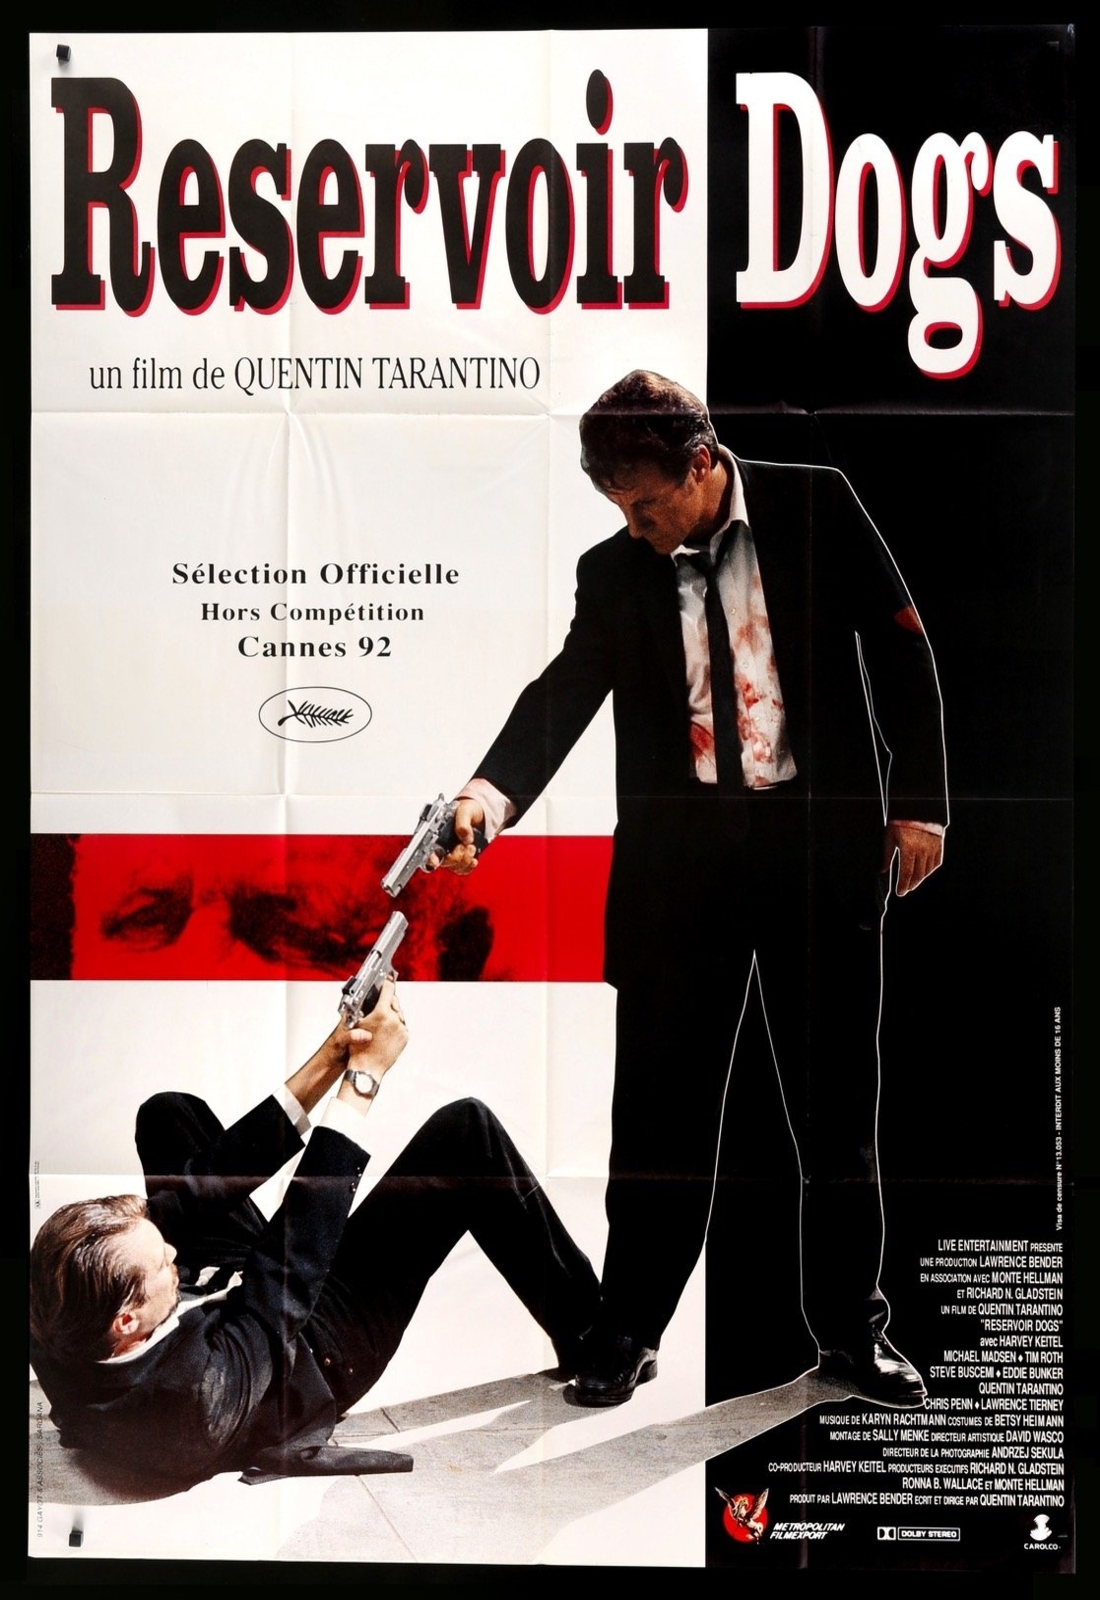 Reservoir Dogs
un film de QUENTIN TARANTINO
Sélection Officielle
Hors Compétition
Cannes 92
Visa de censure N° 13.053 - INTERDIT AUX MOINS DE 16 ANS
LIVE ENTERTAINMENT PRESENTE
UNE PRODUCTION LAWRENCE BENDER
EN ASSOCIATION AVEC MONTE HELLMAN
ET RICHARD N. GLADSTEIN
UN FILM DE QUENTIN TARANTINO
"RESERVOIR DOGS"
avec HARVEY KEITEL
MICHAEL MADSEN ♦ TIM ROTH
STEVE BUSCEMI ♦ EDDIE BUNKER
QUENTIN TARANTINO
CHRIS PENN ♦ LAWRENCE TIERNEY
MUSIQUE DE KARYN RACHTMANN COSTUMES DE BETSY HEIMANN
MONTAGE DE SALLY MENKE DIRECTEUR ARTISTIQUE DAVID WASCO
DIRECTEUR DE LA PHOTOGRAPHIE ANDRZEJ SEKULA
CO-PRODUCTEUR HARVEY KEITEL PRODUCTEURS EXECUTIFS RICHARD N. GLADSTEIN
RONNA B. WALLACE ET MONTE HELLMAN
PRODUIT PAR LAWRENCE BENDER ECRIT ET DIRIGE PAR QUENTIN TARANTINO
METROPOLITAN
FILMEXPORT
DOLBY STEREO
CAROLCO